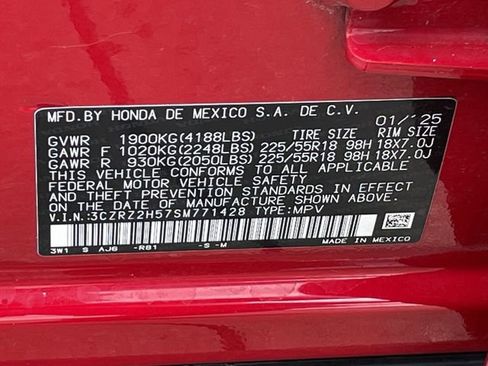 MFD.BY HONDA DE MEXICO S.A. DE C.V. 01/'25
GVWR 1900KG(4188LBS) TIRE SIZE RIM SIZE
GAWR F 1020KG(2248LBS) 225/55R18 98H 18X7.0J
GAWR R 930KG(2050LBS) 225/55R18 98H 18X7.0J
THIS VEHICLE CONFORMS TO ALL APPLICABLE
FEDERAL MOTOR VEHICLE SAFETY
AND THEFT PREVENTION STANDARDS IN EFFECT
ON THE DATE OF MANUFACTURE SHOWN ABOVE.
V.I.N.:3CZRZ2H57SM771428 TYPE:MPV
3W1 S AJ6 -R81 -S-M
MADE IN MEXICO